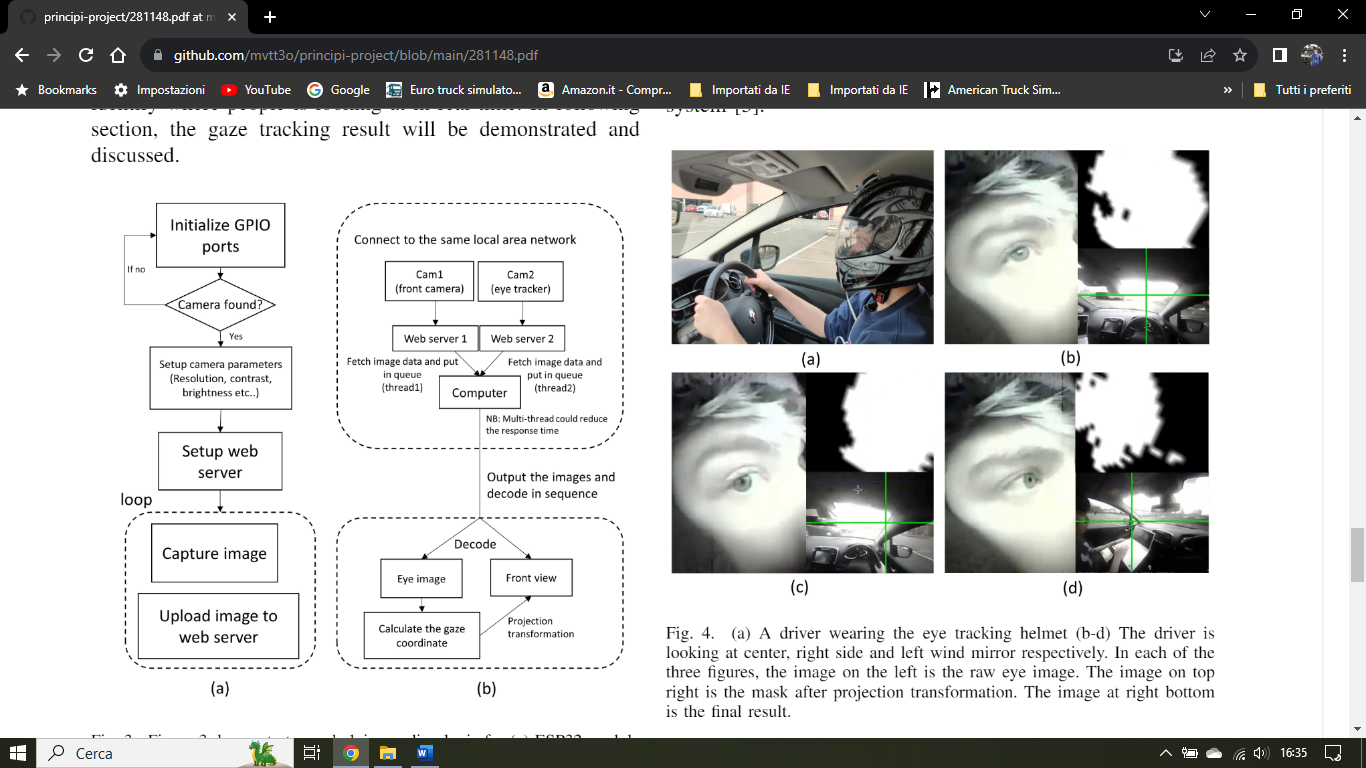 principi-project/281148.pdf at m
github.com/mvtt3o/principi-project/blob/main/281148.pdf
Bookmarks
Impostazioni
YouTube
Google
Euro truck simulato...
Amazon.it - Compr...
Importati da IE
Importati da IE
American Truck Sim...
»
Tutti i preferiti
section, the gaze tracking result will be demonstrated and
discussed.
Initialize GPIO
ports
If no
Camera found?
Yes
Setup camera parameters
(Resolution, contrast,
brightness etc..)
Setup web
server
loop
Capture image
Upload image to
web server
(a)
Connect to the same local area network
Cam1
(front camera)
Cam2
(eye tracker)
Web server 1
Web server 2
Fetch image data and put
in queue
(thread1)
Fetch image data and
put in queue
(thread2)
Computer
NB: Multi-thread could reduce
the response time
Output the images and
decode in sequence
Decode
Eye image
Front view
Calculate the gaze
coordinate
Projection
transformation
(b)
system [5].
(a)
(b)
(c)
(d)
Fig. 4. (a) A driver wearing the eye tracking helmet (b-d) The driver is
looking at center, right side and left wind mirror respectively. In each of the
three figures, the image on the left is the raw eye image. The image on top
right is the mask after projection transformation. The image at right bottom
is the final result.
Cerca
16:35